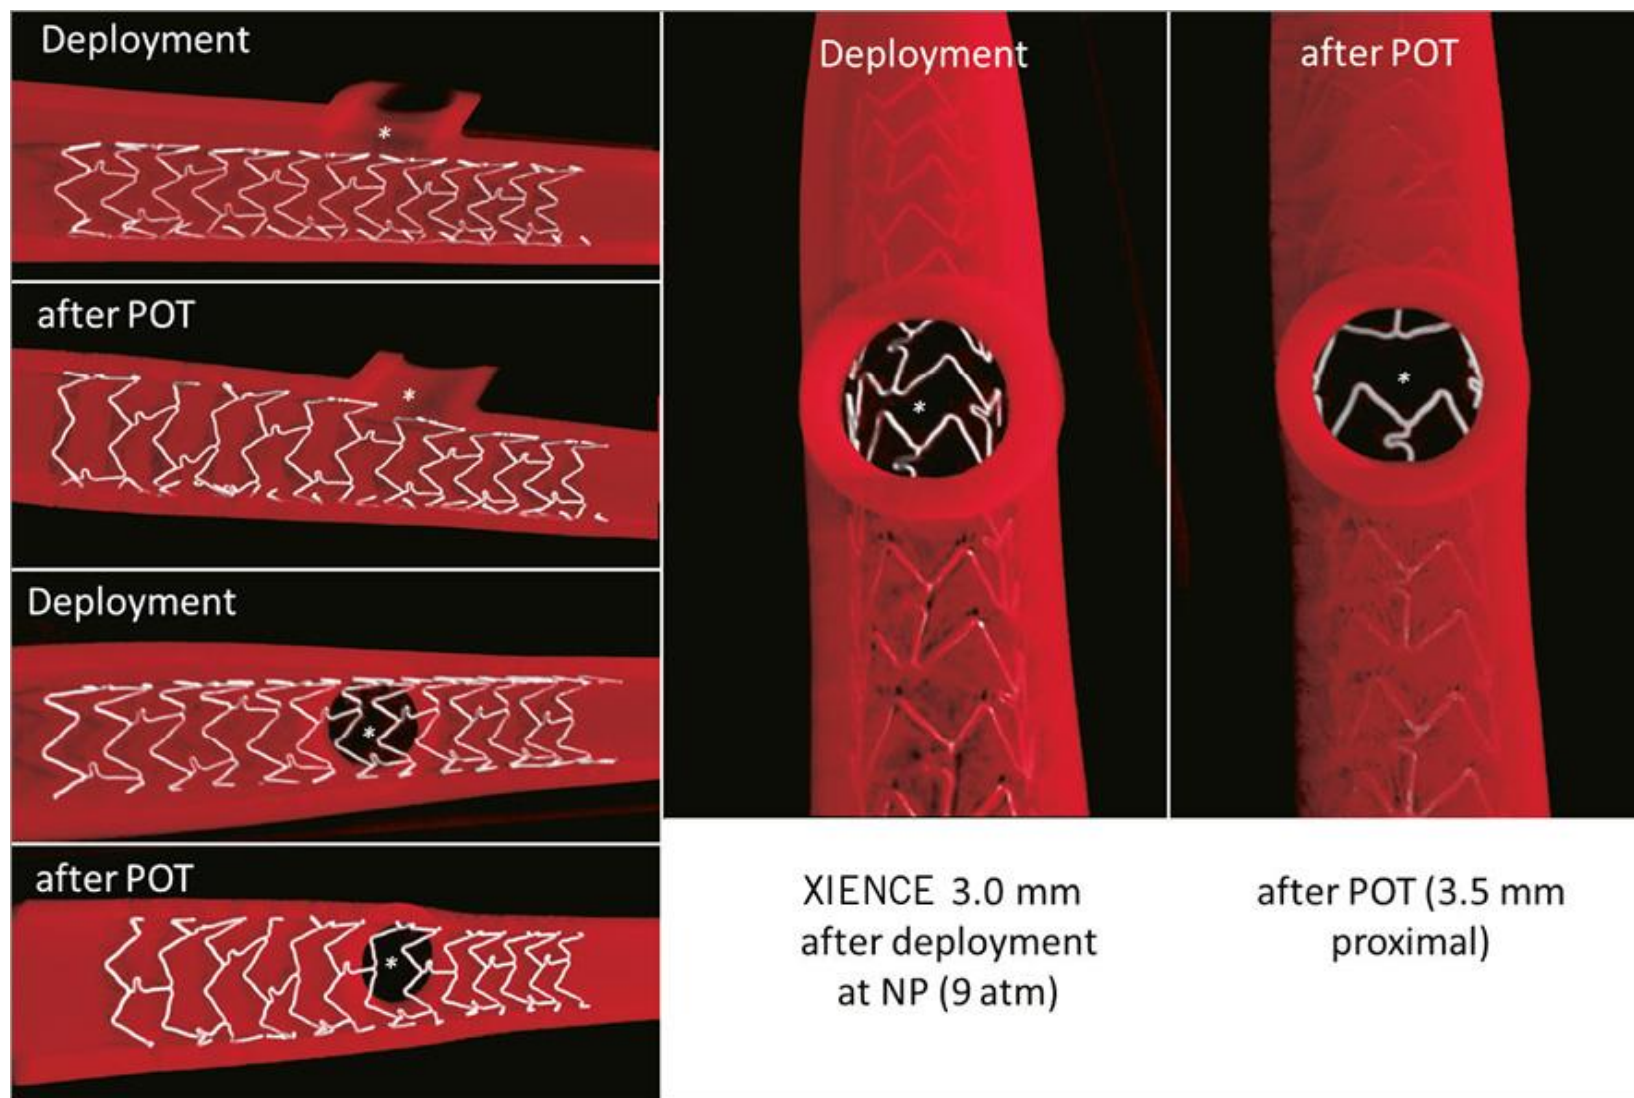 Deployment
*
after POT
*
Deployment
*
after POT
*
Deployment
*
after POT
*
XIENCE 3.0 mm
after deployment
at NP (9 atm)
after POT (3.5 mm
proximal)